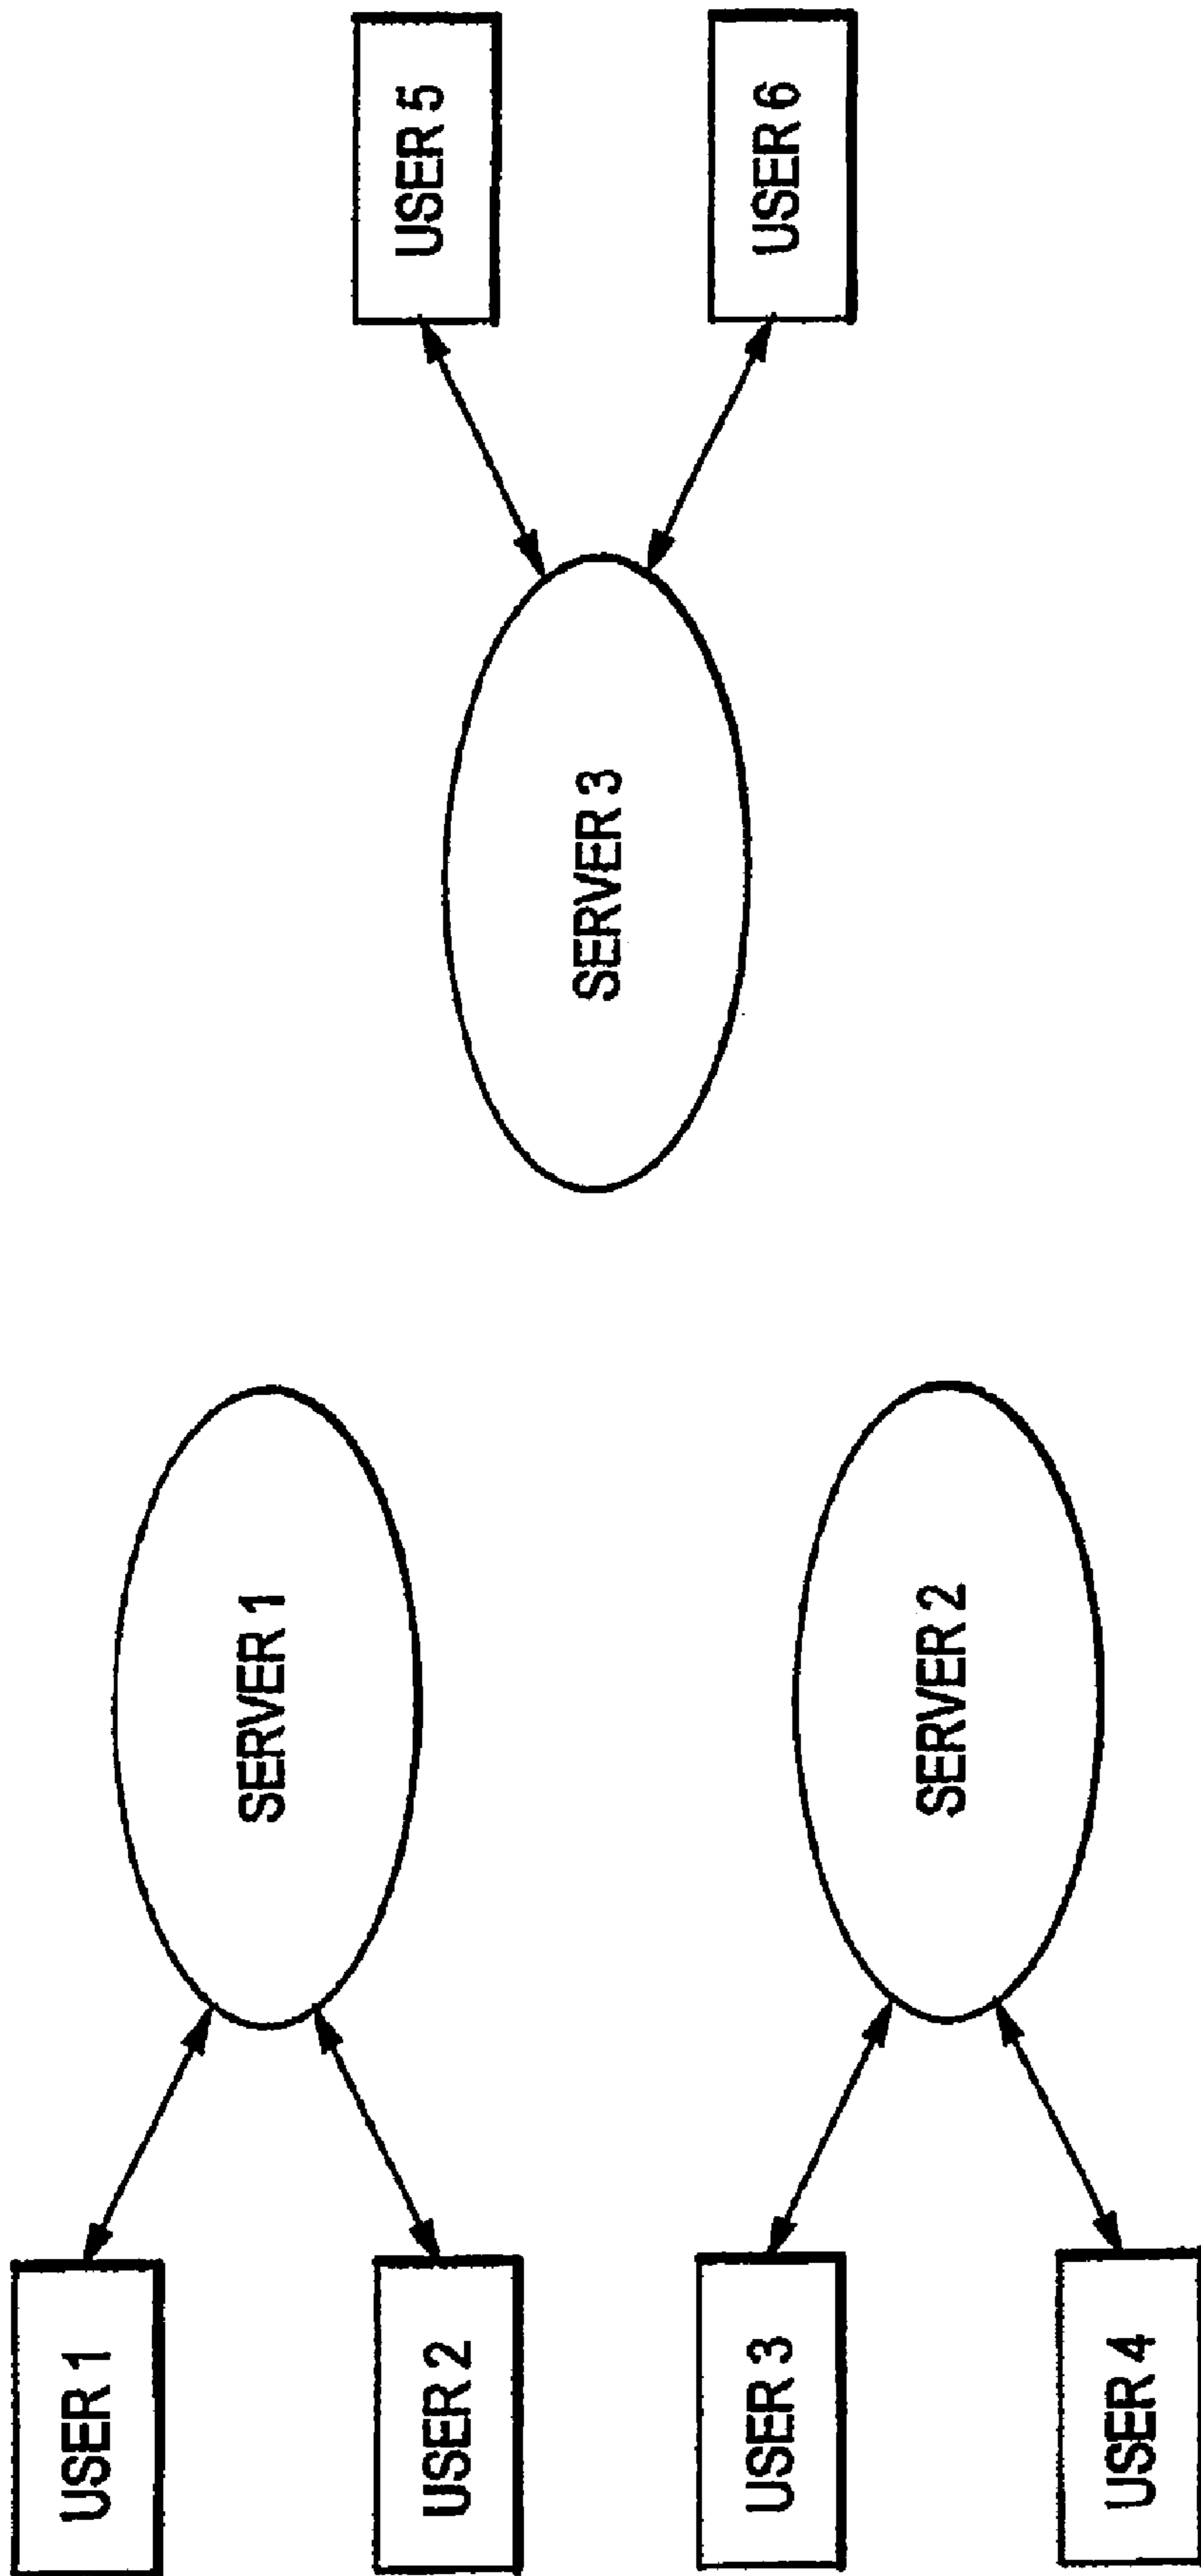 USER 1
USER 2
USER 3
USER 4
SERVER 1
SERVER 2
SERVER 3
USER 5
USER 6